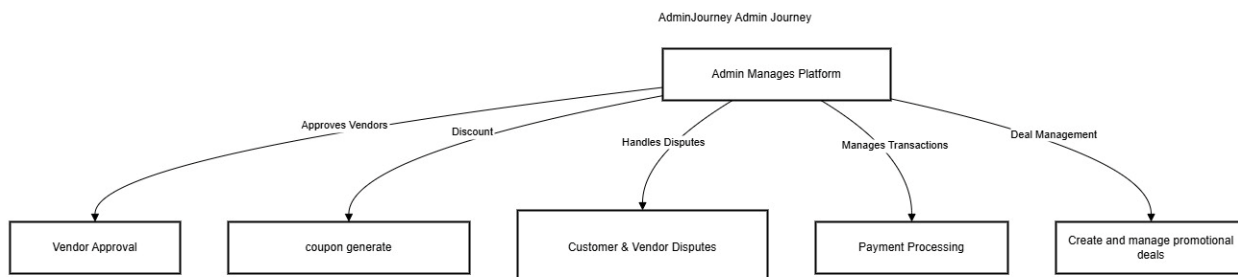 AdminJourney Admin Journey
Admin Manages Platform
Approves Vendors
Discount
Handles Disputes
Manages Transactions
Deal Management
Vendor Approval
coupon generate
Customer & Vendor Disputes
Payment Processing
Create and manage promotional
deals